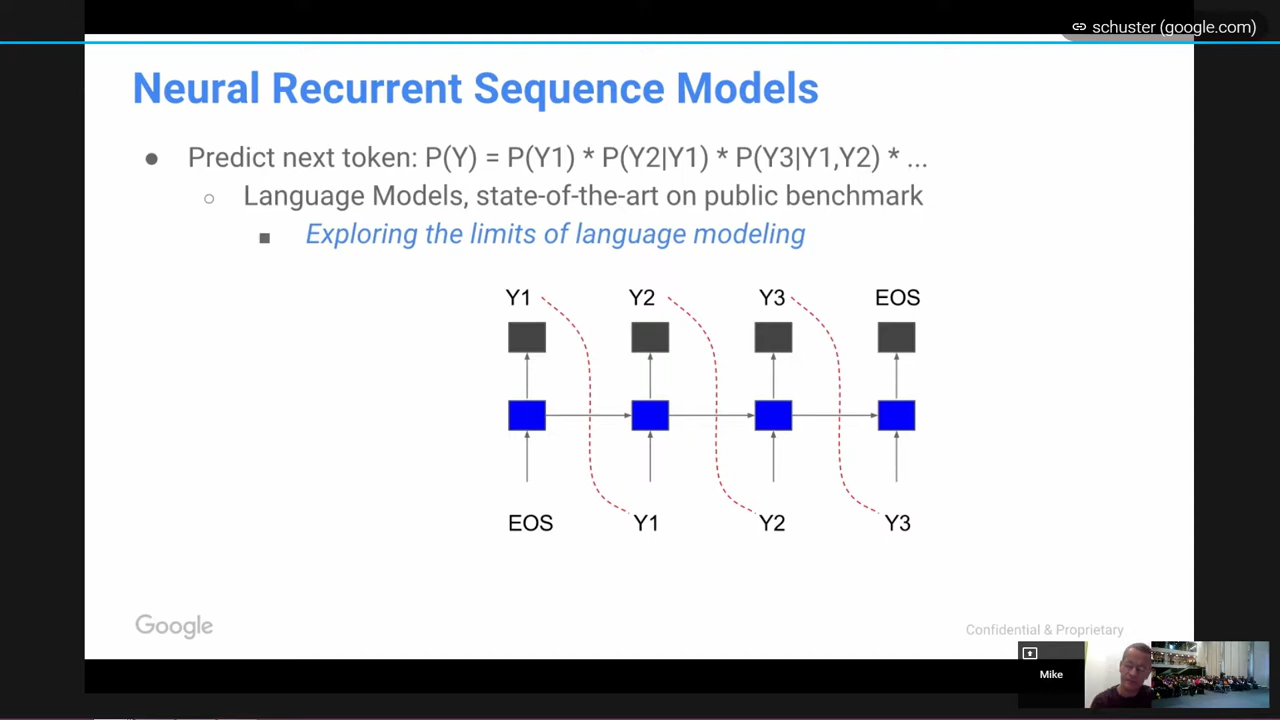 schuster (google.com)
Neural Recurrent Sequence Models
● Predict next token: P(Y) = P(Y1) * P(Y2|Y1) * P(Y3|Y1,Y2) * ...
○ Language Models, state-of-the-art on public benchmark
■ Exploring the limits of language modeling
Y1 Y2 Y3 EOS
EOS Y1 Y2 Y3
Google
Confidential & Proprietary
Mike